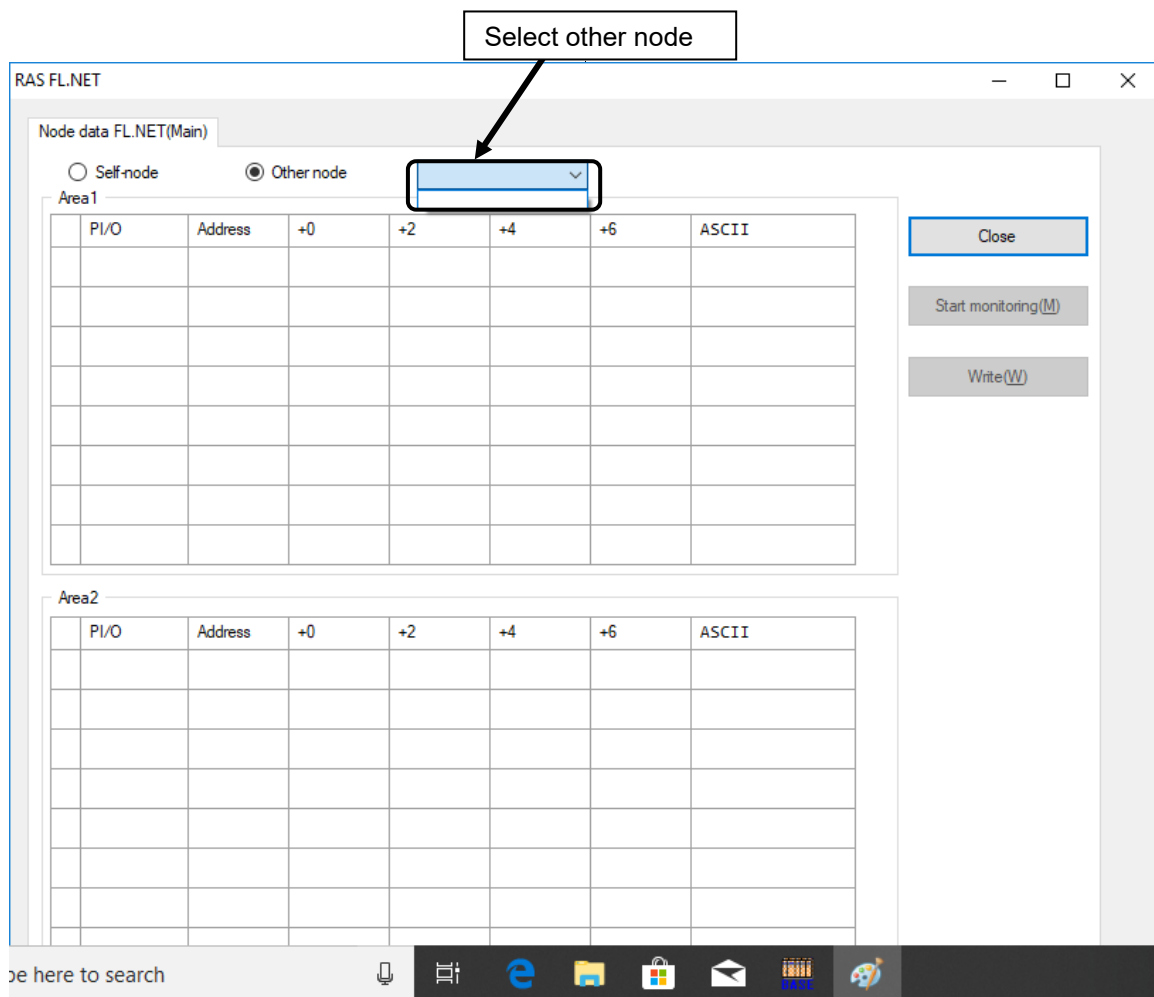 Select other node
RAS FL.NET
Node data FL.NET(Main)
Self-node Other node
Area1
PI/O Address +0 +2 +4 +6 ASCII
Close
Start monitoring(M)
Write(W)
Area2
PI/O Address +0 +2 +4 +6 ASCII
pe here to search
BASE